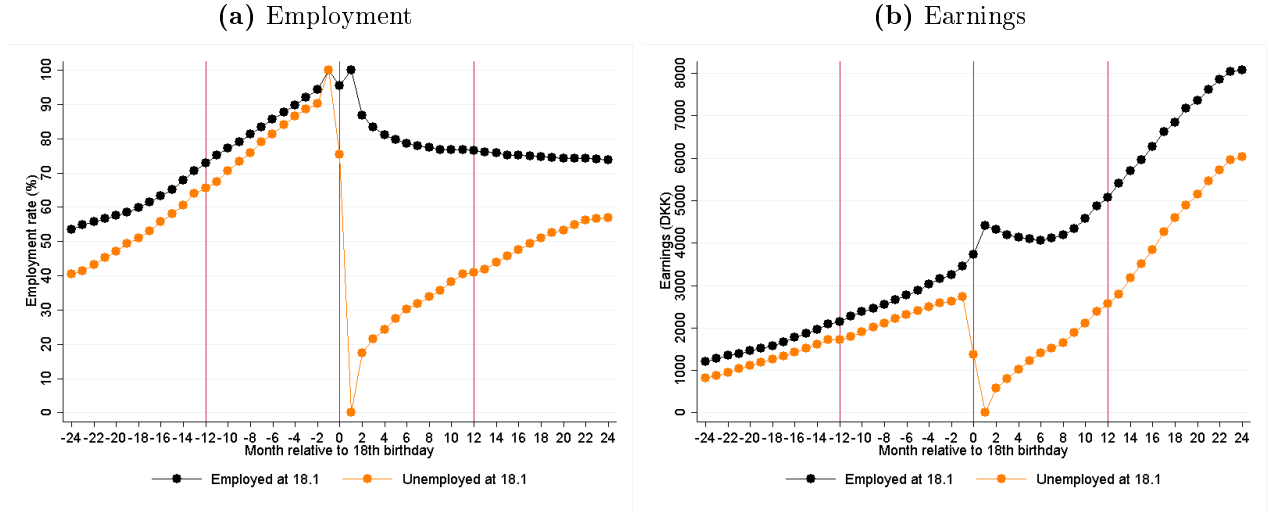 (a) Employment
(b) Earnings
Employment rate (%)
0 10 20 30 40 50 60 70 80 90 100
-24 -22 -20 -18 -16 -14 -12 -10 -8 -6 -4 -2 0 2 4 6 8 10 12 14 16 18 20 22 24
Month relative to 18th birthday
Employed at 18.1 Unemployed at 18.1
Earnings (DKK)
0 1000 2000 3000 4000 5000 6000 7000 8000
-24 -22 -20 -18 -16 -14 -12 -10 -8 -6 -4 -2 0 2 4 6 8 10 12 14 16 18 20 22 24
Month relative to 18th birthday
Employed at 18.1 Unemployed at 18.1